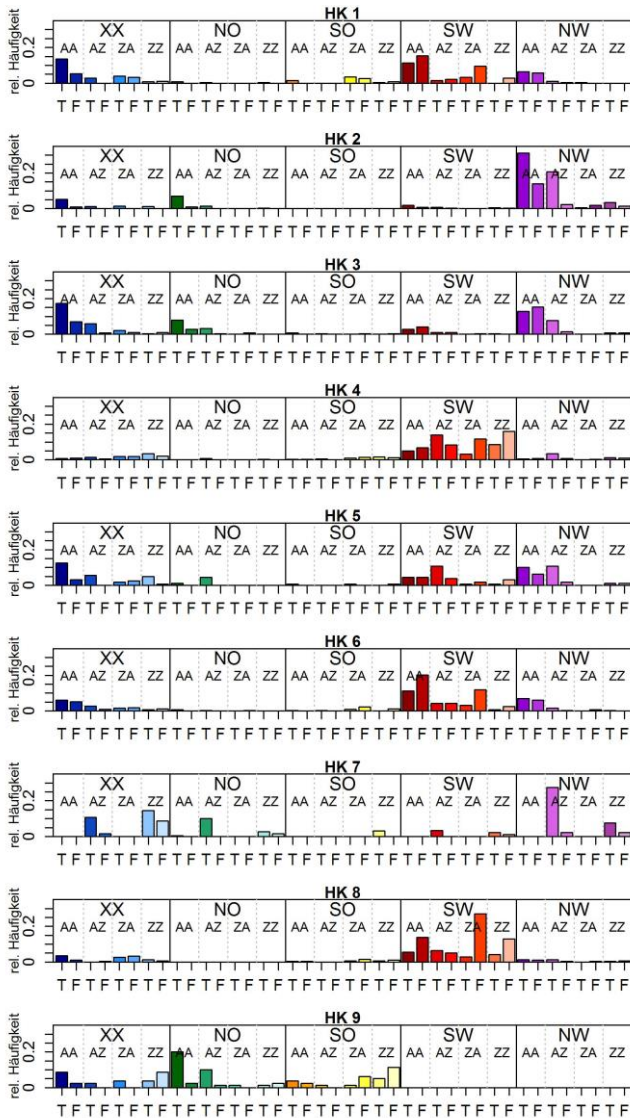 HK 1
XX NO SO SW NW
rel. Häufigkeit 0 0.2
AA AZ ZA ZZ AA AZ ZA ZZ AA AZ ZA ZZ AA AZ ZA ZZ AA AZ ZA ZZ
T F T F T F T F T F T F T F T F T F T F T F T F T F T F T F T F T F T F T F T F
HK 2
XX NO SO SW NW
rel. Häufigkeit 0 0.2
AA AZ ZA ZZ AA AZ ZA ZZ AA AZ ZA ZZ AA AZ ZA ZZ AA AZ ZA ZZ
T F T F T F T F T F T F T F T F T F T F T F T F T F T F T F T F T F T F T F T F
HK 3
XX NO SO SW NW
rel. Häufigkeit 0 0.2
AA AZ ZA ZZ AA AZ ZA ZZ AA AZ ZA ZZ AA AZ ZA ZZ AA AZ ZA ZZ
T F T F T F T F T F T F T F T F T F T F T F T F T F T F T F T F T F T F T F T F
HK 4
XX NO SO SW NW
rel. Häufigkeit 0 0.2
AA AZ ZA ZZ AA AZ ZA ZZ AA AZ ZA ZZ AA AZ ZA ZZ AA AZ ZA ZZ
T F T F T F T F T F T F T F T F T F T F T F T F T F T F T F T F T F T F T F T F
HK 5
XX NO SO SW NW
rel. Häufigkeit 0 0.2
AA AZ ZA ZZ AA AZ ZA ZZ AA AZ ZA ZZ AA AZ ZA ZZ AA AZ ZA ZZ
T F T F T F T F T F T F T F T F T F T F T F T F T F T F T F T F T F T F T F T F
HK 6
XX NO SO SW NW
rel. Häufigkeit 0 0.2
AA AZ ZA ZZ AA AZ ZA ZZ AA AZ ZA ZZ AA AZ ZA ZZ AA AZ ZA ZZ
T F T F T F T F T F T F T F T F T F T F T F T F T F T F T F T F T F T F T F T F
HK 7
XX NO SO SW NW
rel. Häufigkeit 0 0.2
AA AZ ZA ZZ AA AZ ZA ZZ AA AZ ZA ZZ AA AZ ZA ZZ AA AZ ZA ZZ
T F T F T F T F T F T F T F T F T F T F T F T F T F T F T F T F T F T F T F T F
HK 8
XX NO SO SW NW
rel. Häufigkeit 0 0.2
AA AZ ZA ZZ AA AZ ZA ZZ AA AZ ZA ZZ AA AZ ZA ZZ AA AZ ZA ZZ
T F T F T F T F T F T F T F T F T F T F T F T F T F T F T F T F T F T F T F T F
HK 9
XX NO SO SW NW
rel. Häufigkeit 0 0.2
AA AZ ZA ZZ AA AZ ZA ZZ AA AZ ZA ZZ AA AZ ZA ZZ AA AZ ZA ZZ
T F T F T F T F T F T F T F T F T F T F T F T F T F T F T F T F T F T F T F T F